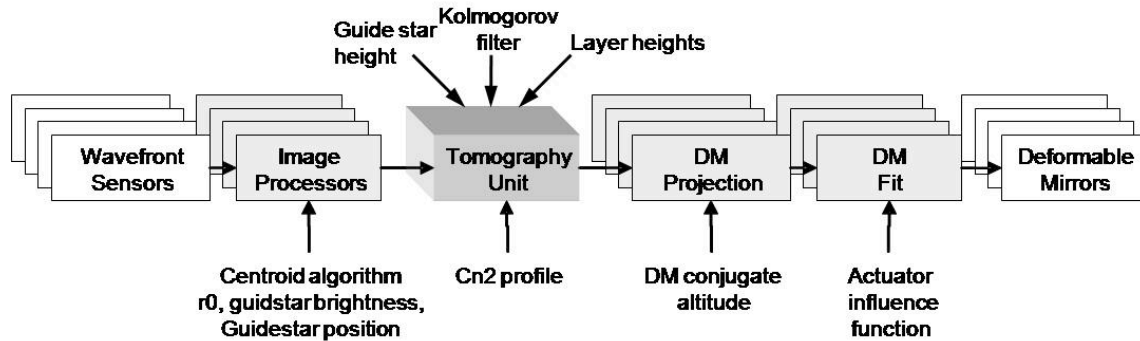 Kolmogorov
filter
Guide star
height
Layer heights
Wavefront
Sensors
Image
Processors
Tomography
Unit
DM
Projection
DM
Fit
Deformable
Mirrors
Centroid algorithm
r0, guidstar brightness,
Guidestar position
Cn2 profile
DM conjugate
altitude
Actuator
influence
function